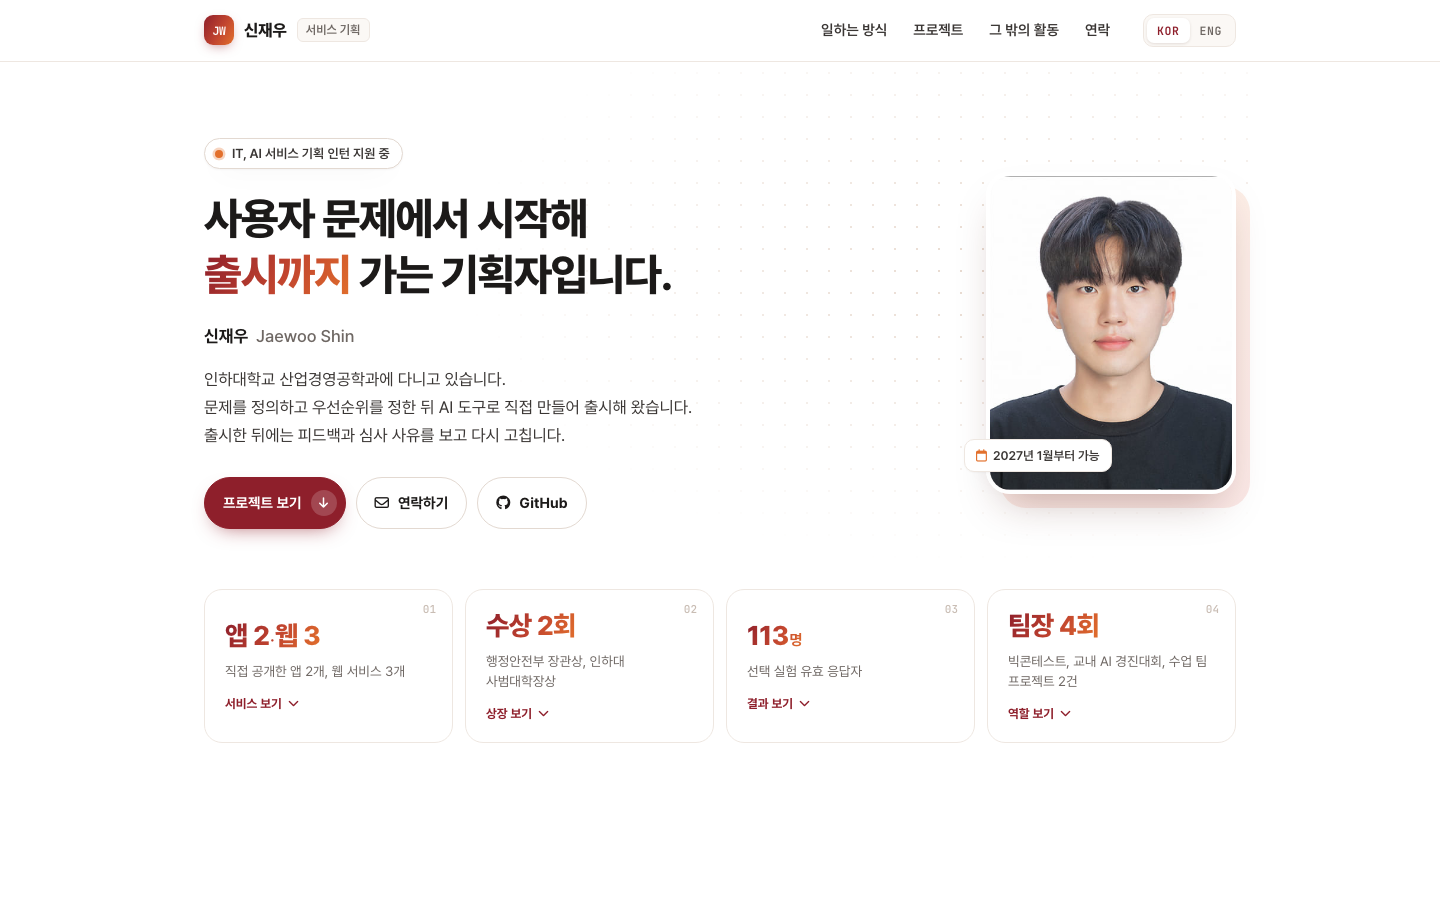 JW 신재우 서비스 기획
일하는 방식 프로젝트 그 밖의 활동 연락 KOR ENG
IT, AI 서비스 기획 인턴 지원 중
사용자 문제에서 시작해
출시까지 가는 기획자입니다.
신재우 Jaewoo Shin
인하대학교 산업경영공학과에 다니고 있습니다.
문제를 정의하고 우선순위를 정한 뒤 AI 도구로 직접 만들어 출시해 왔습니다.
출시한 뒤에는 피드백과 심사 사유를 보고 다시 고칩니다.
프로젝트 보기 연락하기 GitHub
2027년 1월부터 가능
01
앱 2·웹 3
직접 공개한 앱 2개, 웹 서비스 3개
서비스 보기
02
수상 2회
행정안전부 장관상, 인하대
사범대학장상
상장 보기
03
113명
선택 실험 유효 응답자
결과 보기
04
팀장 4회
빅콘테스트, 교내 AI 경진대회, 수업 팀
프로젝트 2건
역할 보기